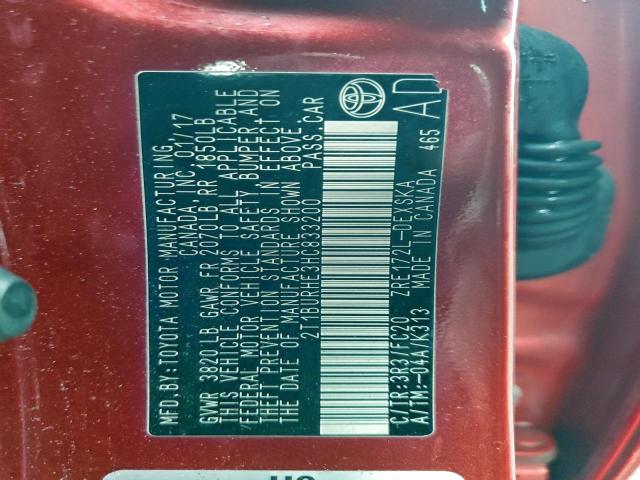 MFD.BY:TOYOTA MOTOR MANUFACTURING
CANADA, INC. 01/17
GVWR 3820LB GAWR FR 2070LB RR 1850LB
THIS VEHICLE CONFORMS TO ALL APPLICABLE
FEDERAL MOTOR VEHICLE SAFETY, BUMPER AND
THEFT PREVENTION STANDARDS IN EFFECT ON
THE DATE OF MANUFACTURE SHOWN ABOVE.
2T1BURHE3HC853200 PASS.CAR
C/TR:3R3/FC20 ZRE172L-DEXSKA 465
A/TM:-04A/K313 MADE IN CANADA
AD